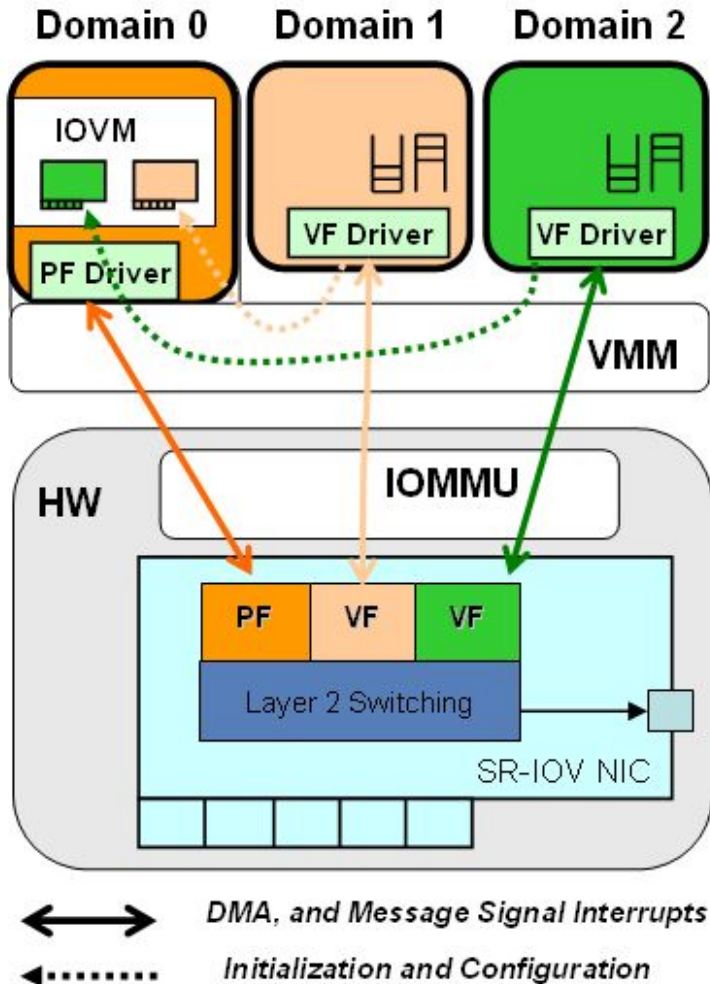 Domain 0 Domain 1 Domain 2
IOVM
VF Driver VF Driver
PF Driver
VMM
IOMMU
HW
PF VF VF
Layer 2 Switching
SR-IOV NIC
DMA, and Message Signal Interrupts
Initialization and Configuration